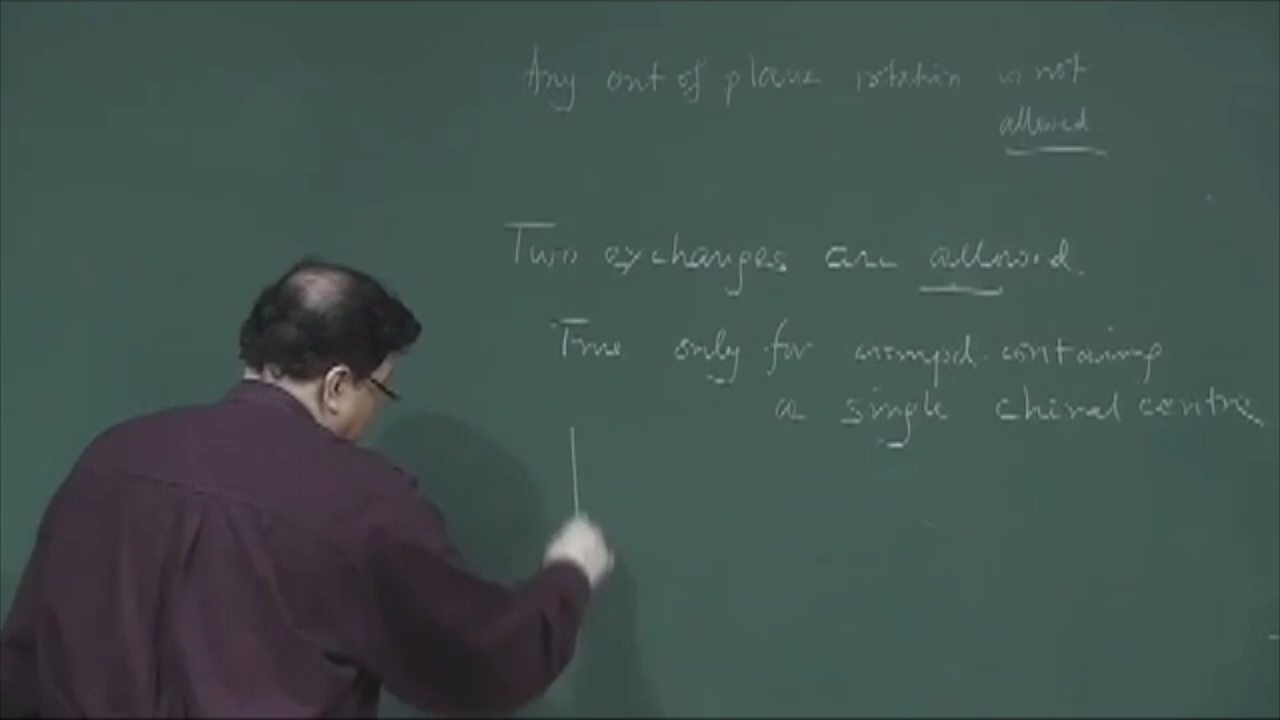 Any out of plane rotation is not
allowed
Two exchanges are allowed.
True only for compd. containing
a single chiral centre